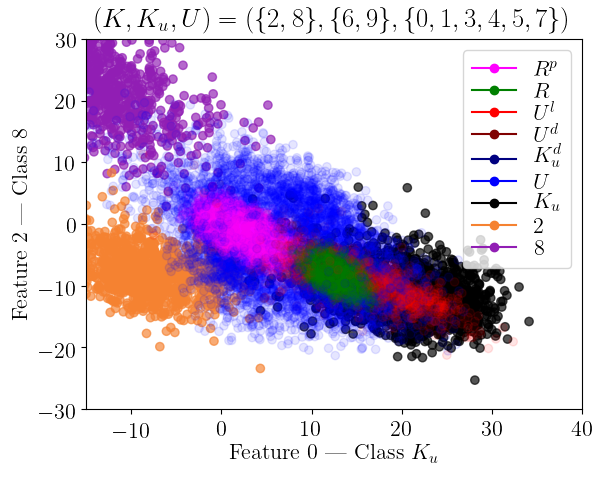 (K, K_u, U) = ({2, 8}, {6, 9}, {0, 1, 3, 4, 5, 7})
30
20
10
0
−10
−20
−30
−10
0
10
20
30
40
Feature 2 — Class 8
Feature 0 — Class K_u
R^p
R
U^l
U^d
K_u^d
U
K_u
2
8